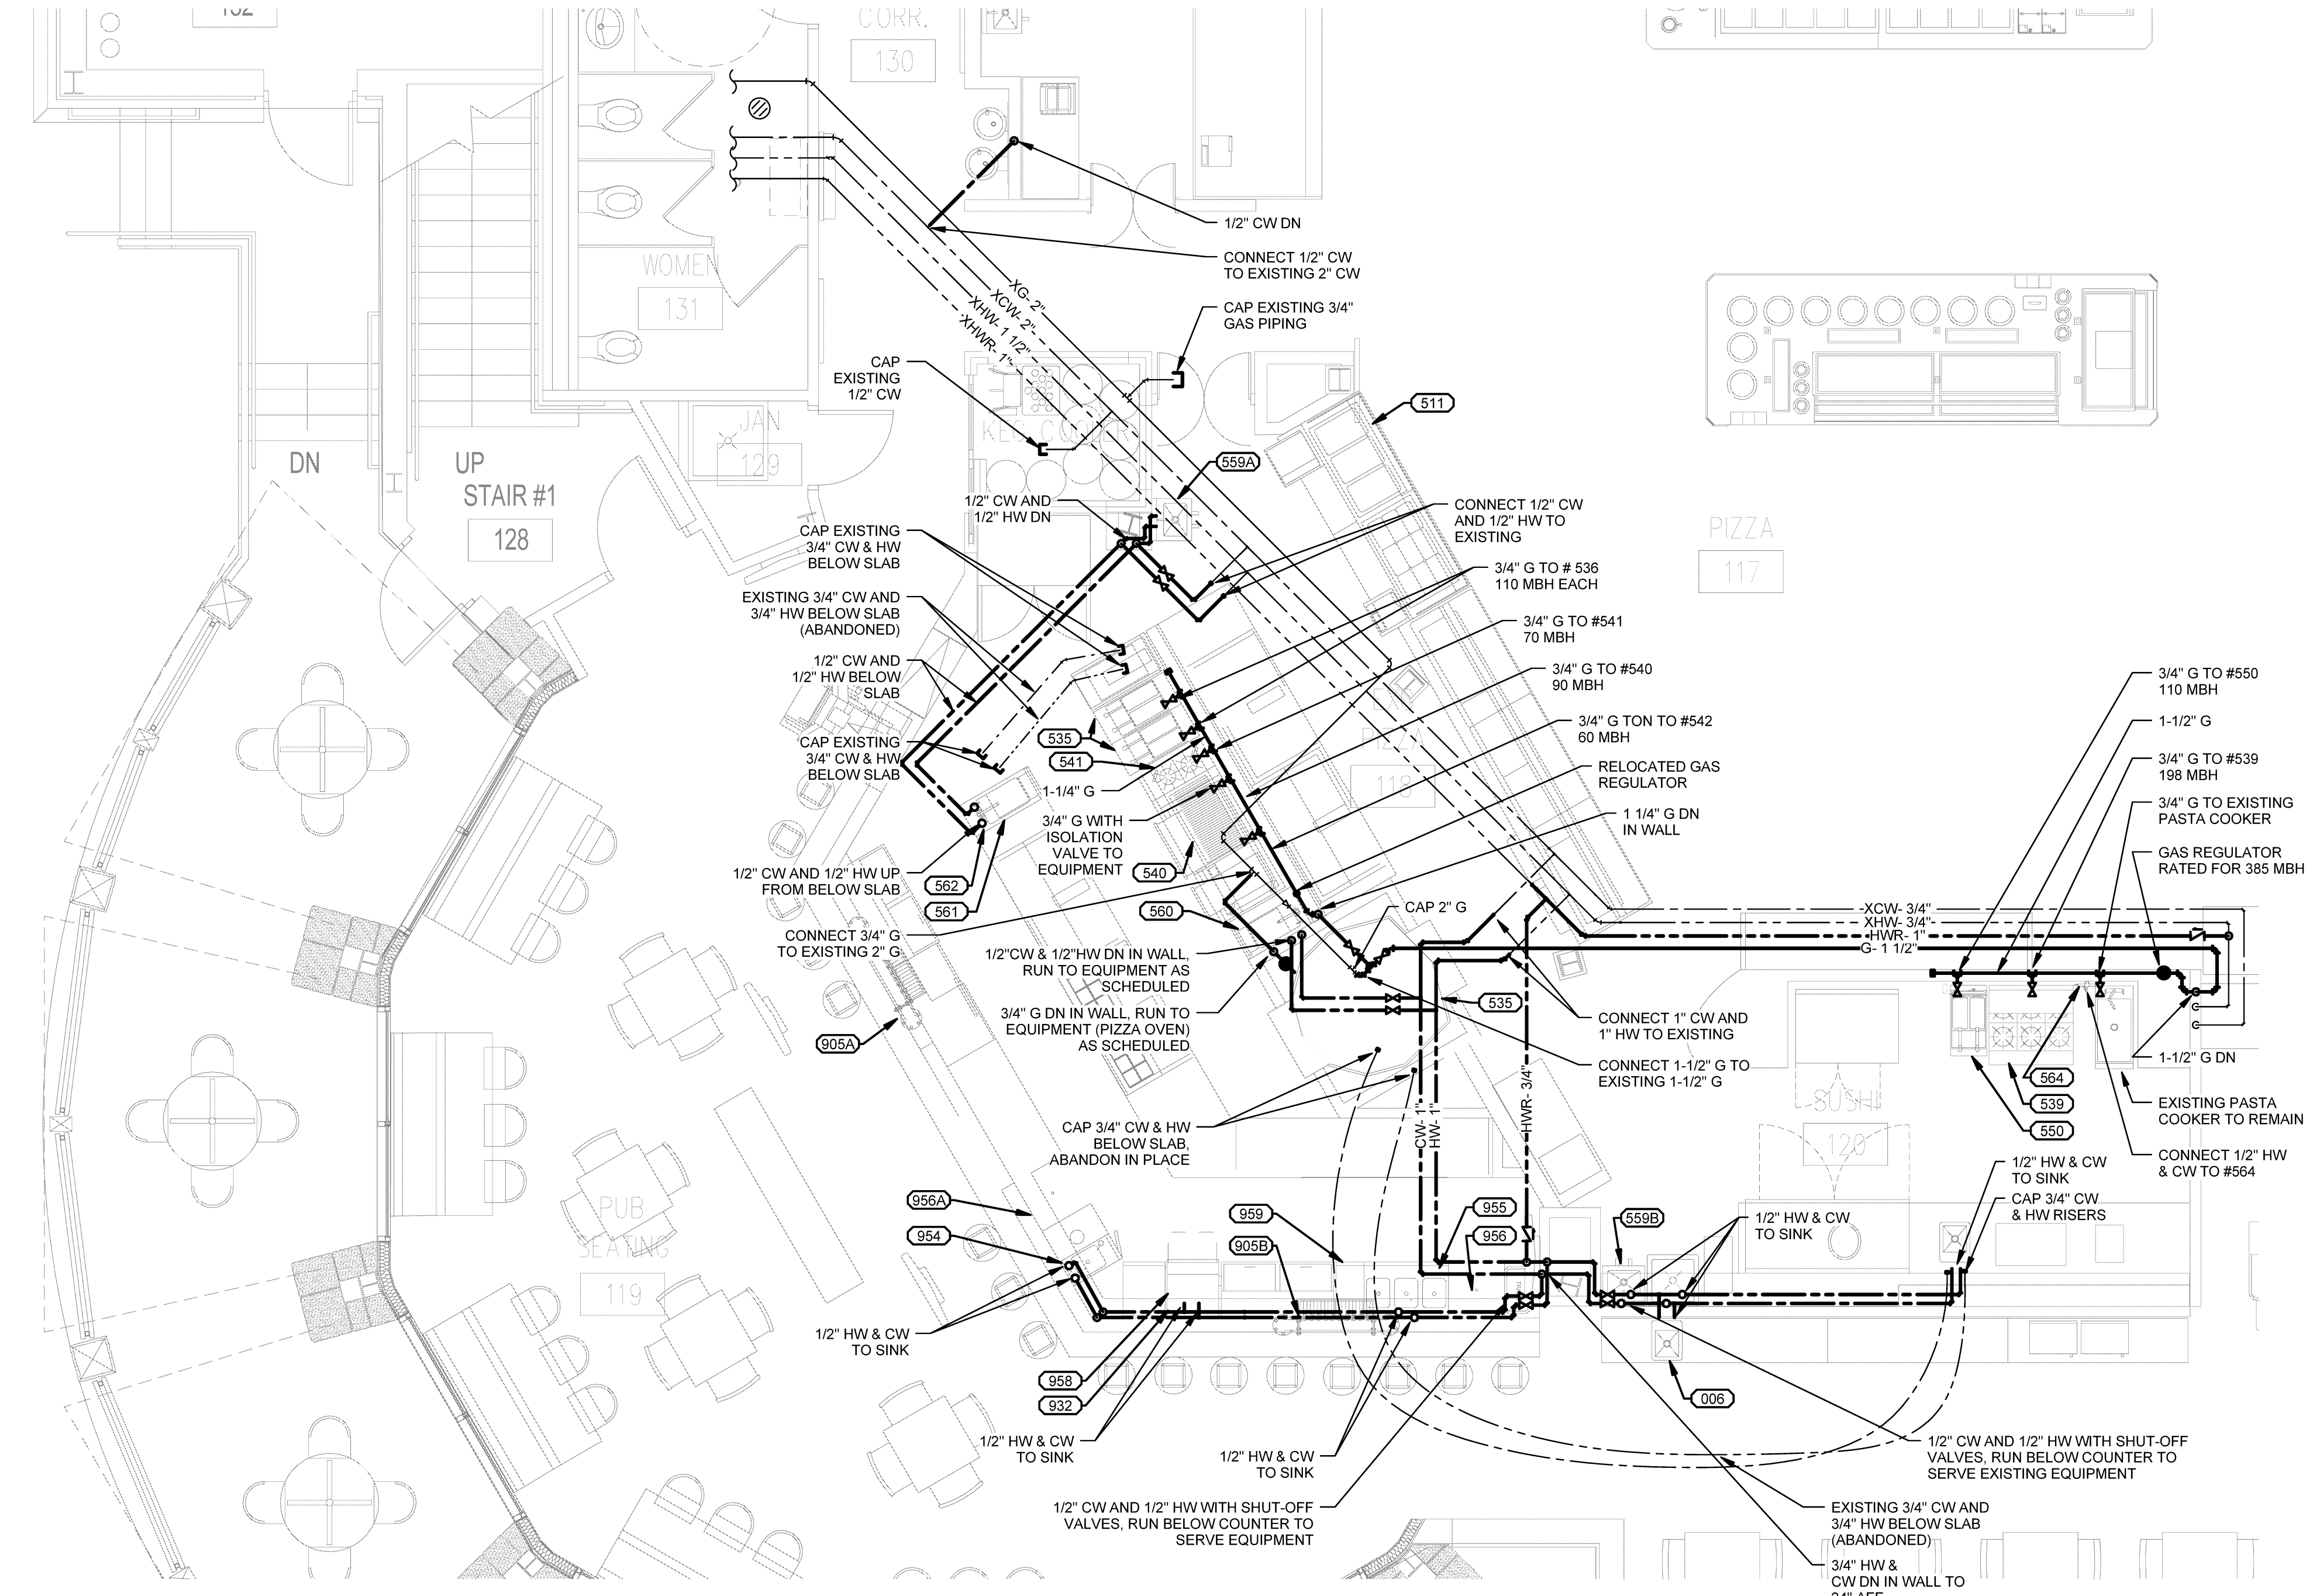 CORR.
130
1/2" CW DN
CONNECT 1/2" CW
TO EXISTING 2" CW
WOMEN
131
XG- 2"
XCW- 2"
XHW- 1 1/2"
XHWR- 1"
CAP EXISTING 3/4"
GAS PIPING
CAP
EXISTING
1/2" CW
511
JAN
129
KEG COOLER
DN
UP
STAIR #1
128
559A
1/2" CW AND
1/2" HW DN
CONNECT 1/2" CW
AND 1/2" HW TO
EXISTING
PIZZA
117
CAP EXISTING
3/4" CW & HW
BELOW SLAB
3/4" G TO # 536
110 MBH EACH
EXISTING 3/4" CW AND
3/4" HW BELOW SLAB
(ABANDONED)
3/4" G TO #541
70 MBH
1/2" CW AND
1/2" HW BELOW
SLAB
3/4" G TO #540
90 MBH
3/4" G TO #550
110 MBH
3/4" G TON TO #542
60 MBH
1-1/2" G
CAP EXISTING
3/4" CW & HW
BELOW SLAB
535
541
PIZZA
118
RELOCATED GAS
REGULATOR
3/4" G TO #539
198 MBH
1-1/4" G
3/4" G TO EXISTING
PASTA COOKER
3/4" G WITH
ISOLATION
VALVE TO
EQUIPMENT
1 1/4" G DN
IN WALL
GAS REGULATOR
RATED FOR 385 MBH
540
1/2" CW AND 1/2" HW UP
FROM BELOW SLAB
562
561
560
CAP 2" G
XCW- 3/4"
XHW- 3/4"
HWR- 1"
G- 1 1/2"
CONNECT 3/4" G
TO EXISTING 2" G
1/2"CW & 1/2"HW DN IN WALL,
RUN TO EQUIPMENT AS
SCHEDULED
535
3/4" G DN IN WALL, RUN TO
EQUIPMENT (PIZZA OVEN)
AS SCHEDULED
905A
CONNECT 1" CW AND
1" HW TO EXISTING
1-1/2" G DN
CONNECT 1-1/2" G TO
EXISTING 1-1/2" G
564
539
550
SUSHI
120
EXISTING PASTA
COOKER TO REMAIN
CW- 1"
HW- 1"
HWR- 3/4"
CAP 3/4" CW & HW
BELOW SLAB,
ABANDON IN PLACE
CONNECT 1/2" HW
& CW TO #564
1/2" HW & CW
TO SINK
CAP 3/4" CW
& HW RISERS
956A
954
959
905B
955
956
559B
1/2" HW & CW
TO SINK
PUB
SEATING
119
1/2" HW & CW
TO SINK
958
932
006
1/2" HW & CW
TO SINK
1/2" HW & CW
TO SINK
1/2" CW AND 1/2" HW WITH SHUT-OFF
VALVES, RUN BELOW COUNTER TO
SERVE EXISTING EQUIPMENT
1/2" CW AND 1/2" HW WITH SHUT-OFF
VALVES, RUN BELOW COUNTER TO
SERVE EQUIPMENT
EXISTING 3/4" CW AND
3/4" HW BELOW SLAB
(ABANDONED)
3/4" HW &
CW DN IN WALL TO